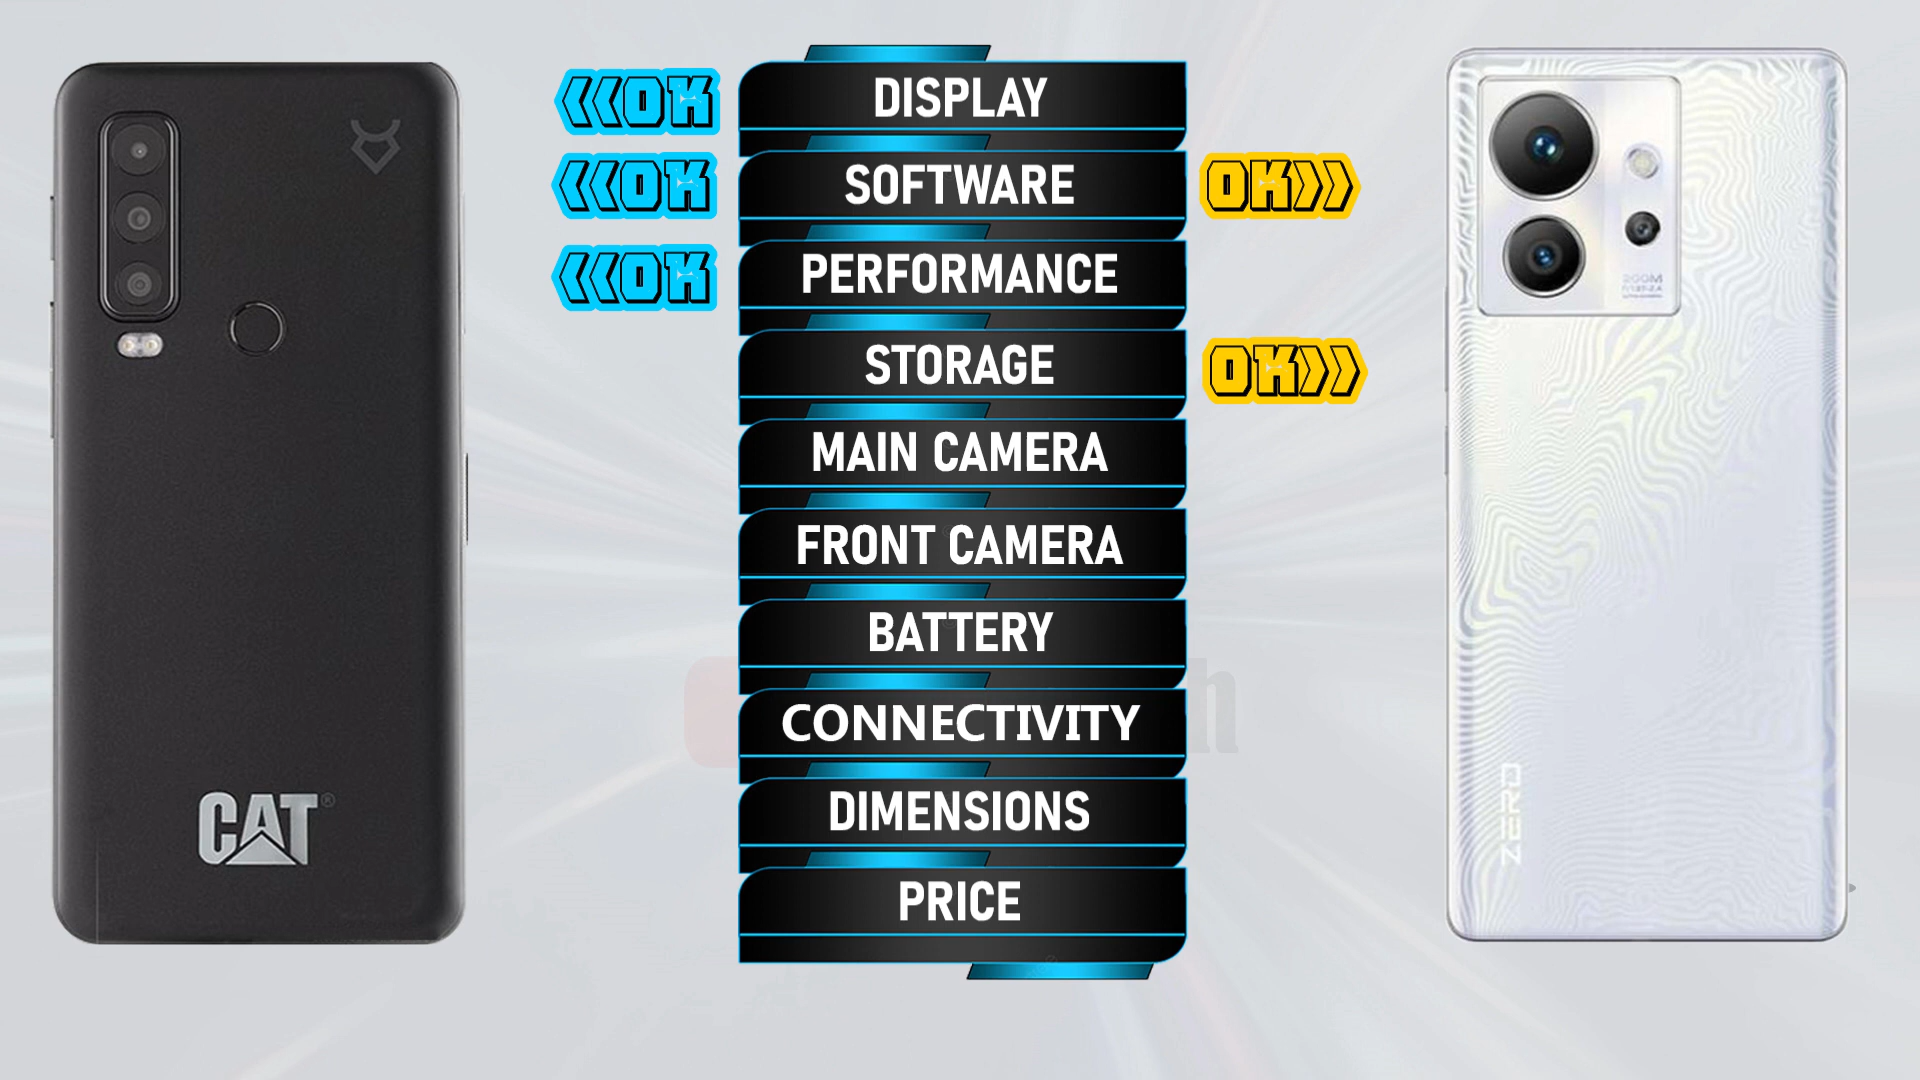 <<OK DISPLAY
<<OK SOFTWARE OK>>
<<OK PERFORMANCE
STORAGE OK>>
MAIN CAMERA
FRONT CAMERA
BATTERY
CONNECTIVITY
DIMENSIONS
PRICE
CAT®
ZERO